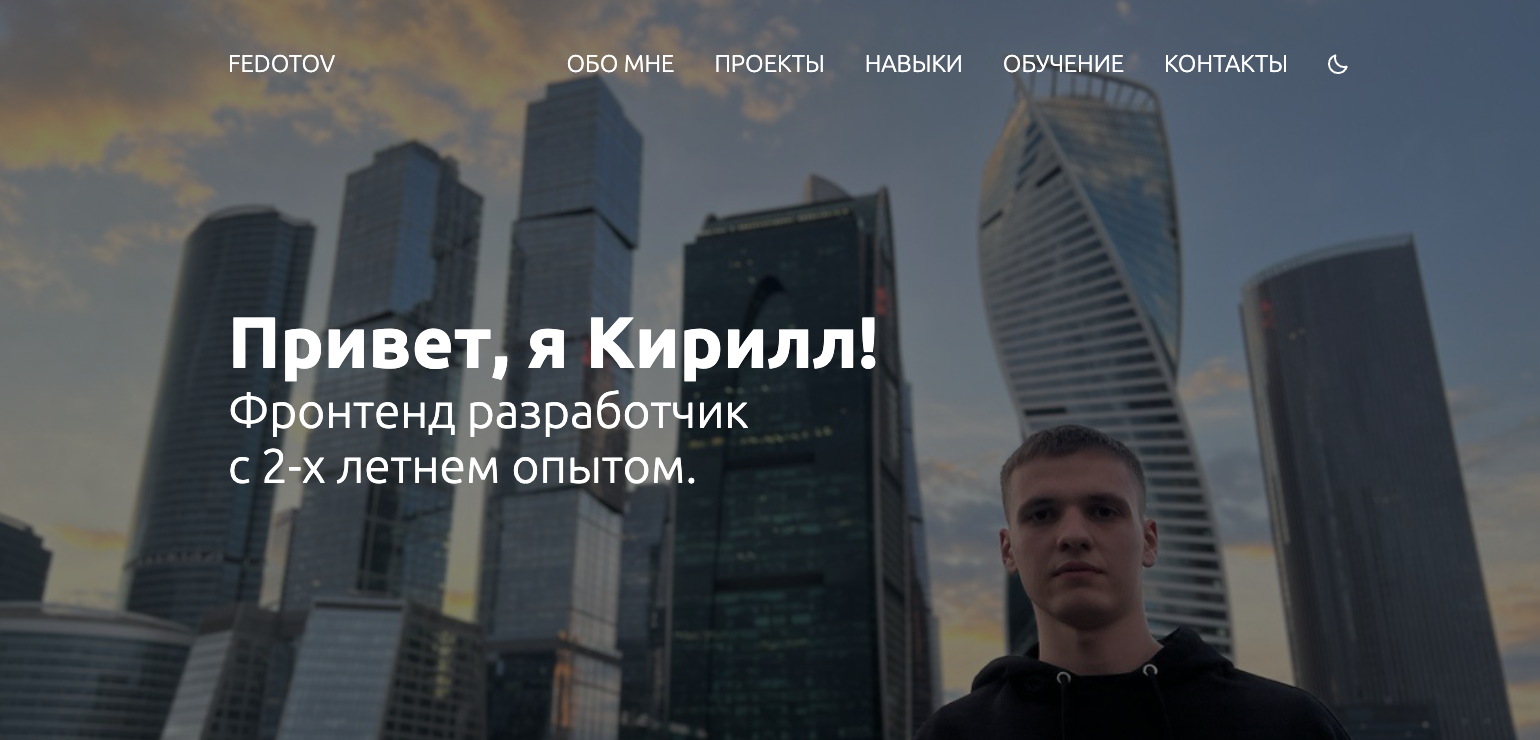 FEDOTOV
ОБО МНЕ ПРОЕКТЫ НАВЫКИ ОБУЧЕНИЕ КОНТАКТЫ
Привет, я Кирилл!
Фронтенд разработчик
с 2-х летнем опытом.